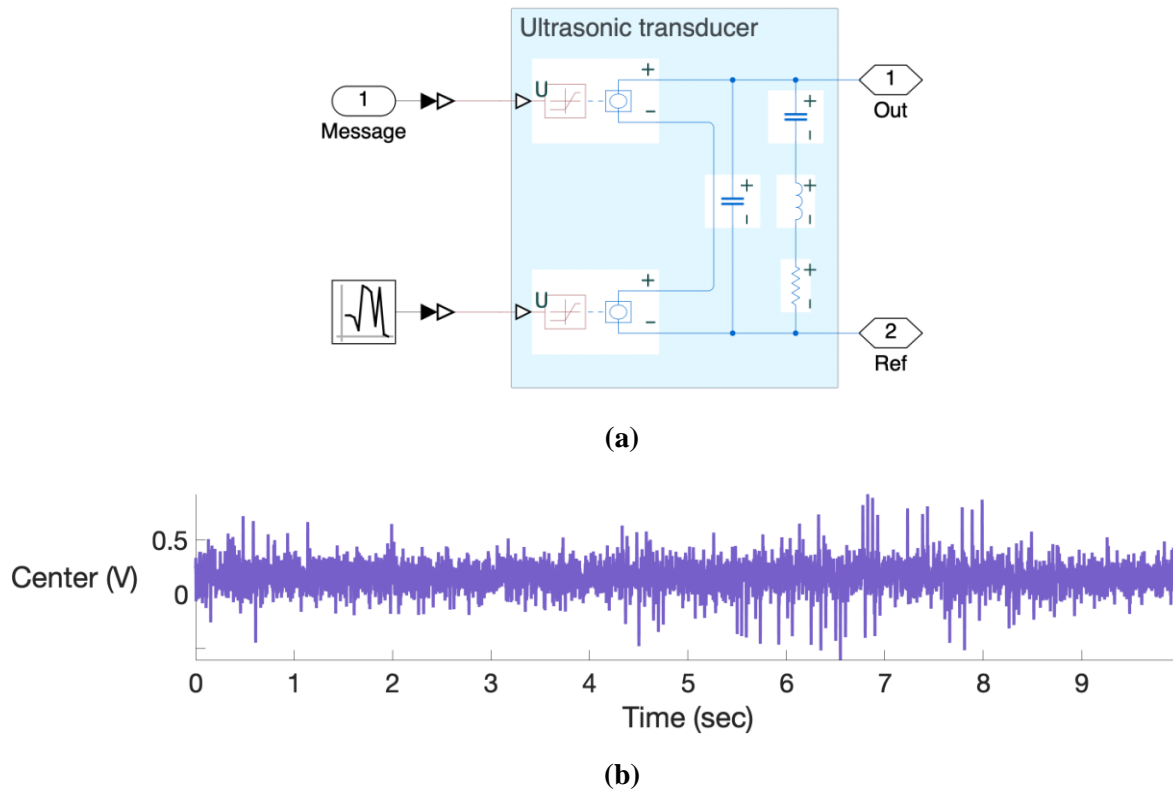 Ultrasonic transducer
1
Message
U
+
−
+
−
+
−
+
−
+
−
1
Out
U
+
−
+
−
2
Ref
(a)
0.5
0
Center (V)
0 1 2 3 4 5 6 7 8 9
Time (sec)
(b)